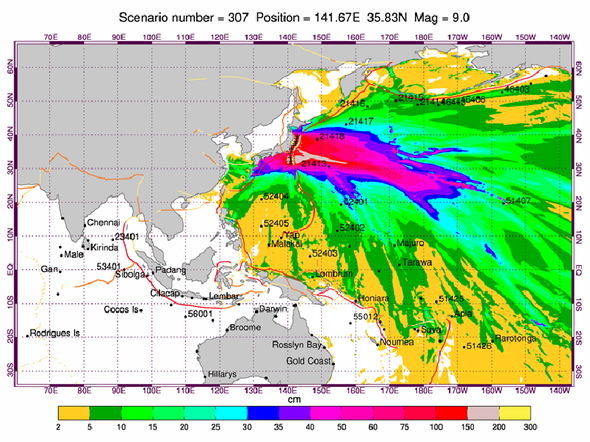 Scenario number = 307 Position = 141.67E 35.83N Mag = 9.0
70E 80E 90E 100E 110E 120E 130E 140E 150E 160E 170E 180 170W 160W 150W 140W
60N 60N
46403
50N 21416 21415 50N
21417
40N 21418 40N
30N 21413 30N
52404 52401 51407
20N 20N
Chennai 52405 52402
10N 23401 Yap 10N
Kirinda Malakal Majuro
Male 52403
Gan 53401 Padang Tarawa
EQ Sibolga Lombrum EQ
Cilacap Lembar Honiara 51425
10S Cocos Is 56001 Darwin 55012 Apia 10S
Broome Suva
20S Rodrigues Is Rosslyn Bay Noumea 51426 Rarotonga 20S
Gold Coast
30S Hillarys 30S
70E 80E 90E 100E 110E 120E 130E 140E 150E 160E 170E 180 170W 160W 150W 140W
cm
2 5 10 15 20 25 30 35 40 50 60 75 100 150 200 300